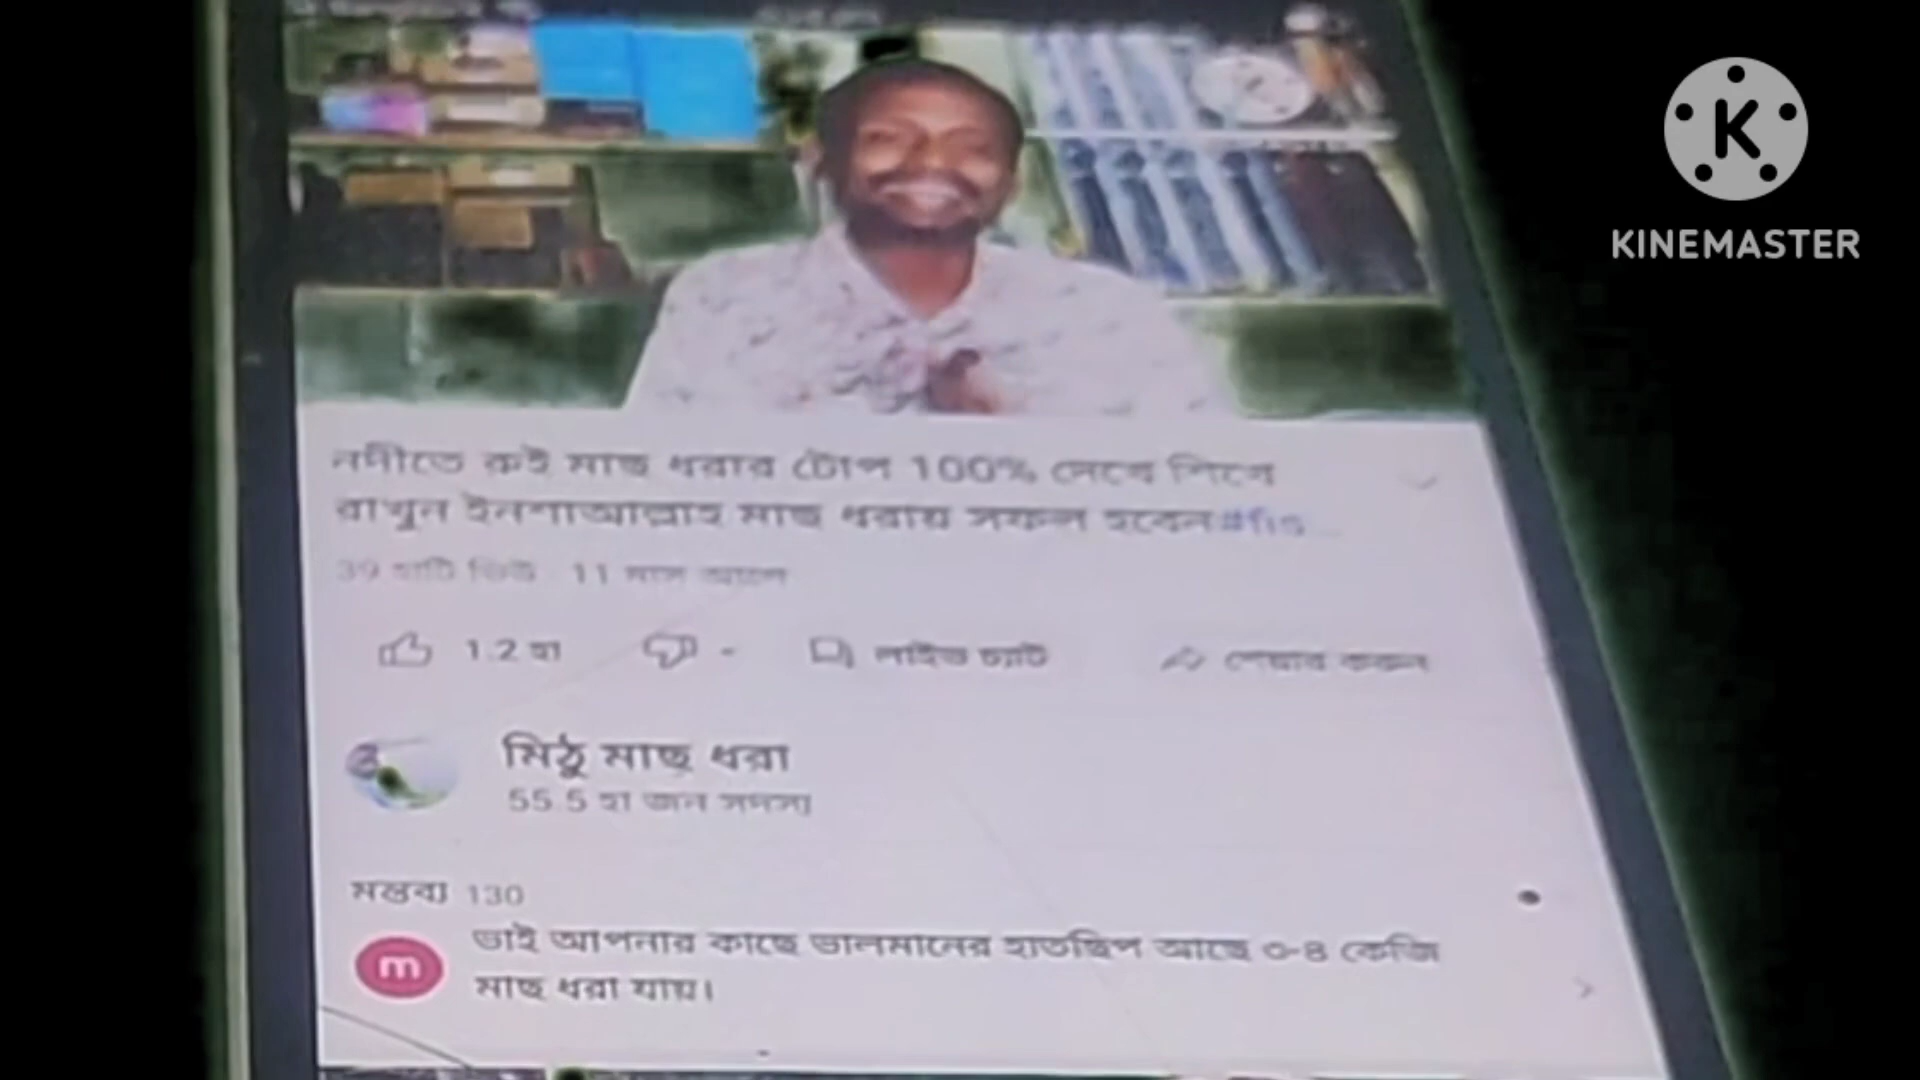 KINEMASTER
নদীতে রুই মাছ ধরার টোপ 100% দেখে শিখে
রাখুন ইনশাআল্লাহ মাছ ধরায় সফল হবেন#fis...
39 হাটি ভিউ 11 মাস আগে
1.2 হা
লাইভ চ্যাট
শেয়ার করুন
মিঠু মাছ ধরা
55.5 হা জন সদস্য
মন্তব্য 130
m
ভাই আপনার কাছে ভালমানের হাতছিপ আছে ৩-৪ কেজি
মাছ ধরা যায়।